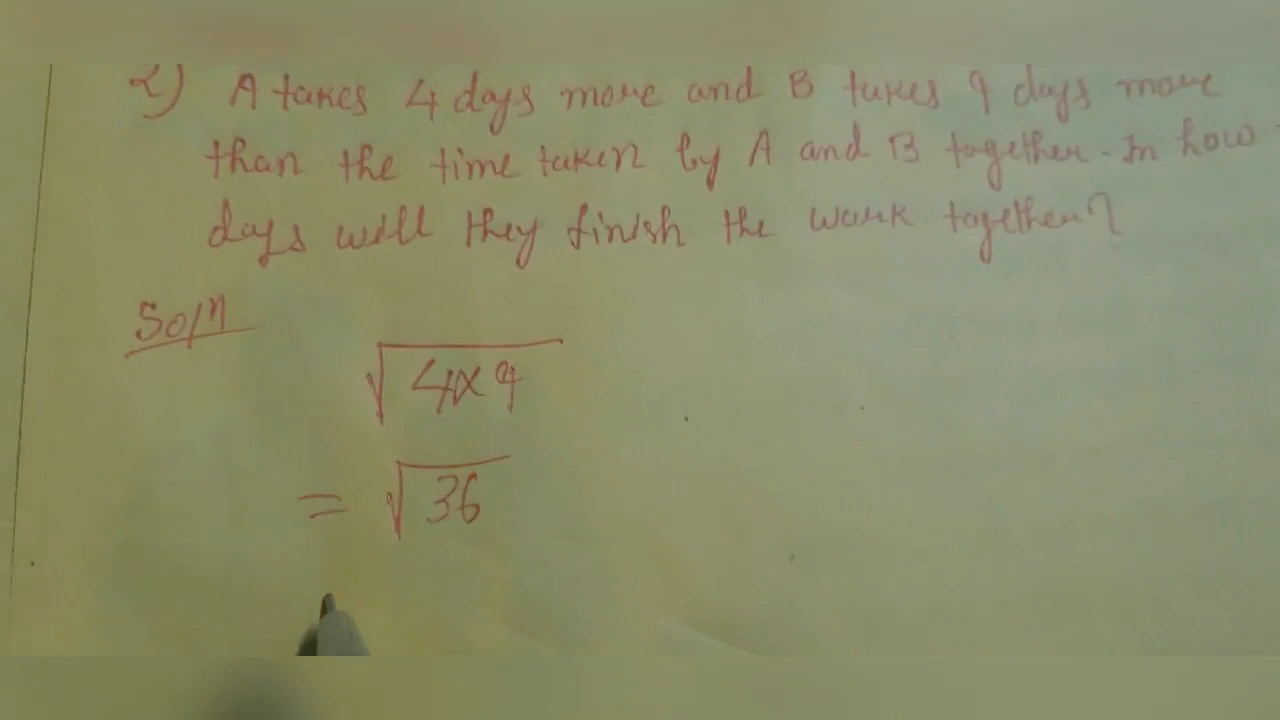 2) A takes 4 days more and B takes 9 days more
than the time taken by A and B together. In how
days will they finish the work together?
Soln
√4x9
= √36